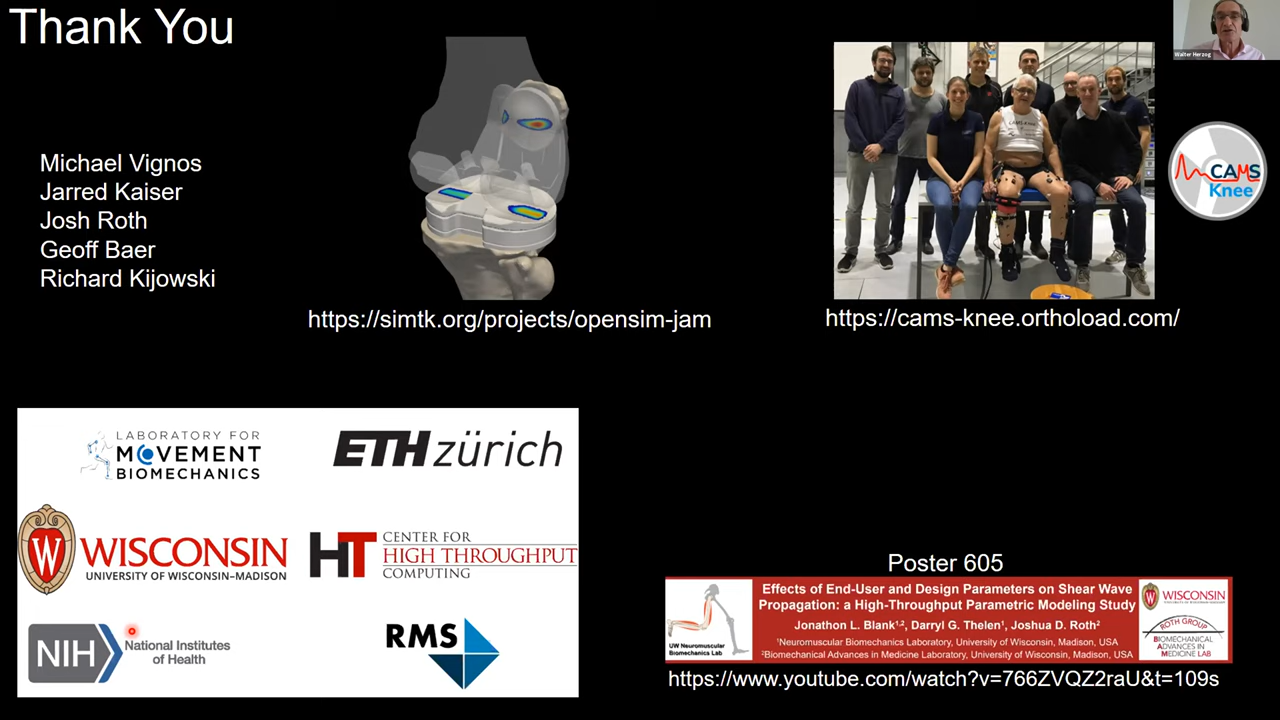 Thank You
Walter Herzog
Michael Vignos
Jarred Kaiser
Josh Roth
Geoff Baer
Richard Kijowski
https://simtk.org/projects/opensim-jam
CAMS
Knee
https://cams-knee.orthoload.com/
LABORATORY FOR
MOVEMENT
BIOMECHANICS
ETH zürich
W
WISCONSIN
UNIVERSITY OF WISCONSIN–MADISON
HT
CENTER FOR
HIGH THROUGHPUT
COMPUTING
NIH
National Institutes
of Health
RMS
Poster 605
UW Neuromuscular
Biomechanics Lab
Effects of End-User and Design Parameters on Shear Wave
Propagation: a High-Throughput Parametric Modeling Study
Jonathon L. Blank1,2, Darryl G. Thelen1, Joshua D. Roth2
1Neuromuscular Biomechanics Laboratory, University of Wisconsin, Madison, USA
2Biomechanical Advances in Medicine Laboratory, University of Wisconsin, Madison, USA
WISCONSIN
ROTH GROUP
BIOMECHANICAL
ADVANCES IN
MEDICINE LAB
https://www.youtube.com/watch?v=766ZVQZ2raU&t=109s